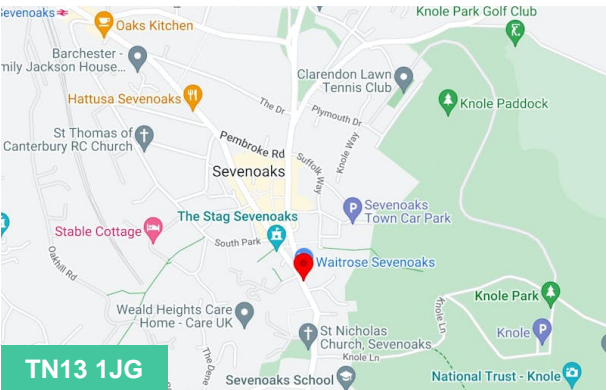 Sevenoaks
Oaks Kitchen
Knole Park Golf Club
Barchester -
mily Jackson House...
Clarendon Lawn
Tennis Club
Hattusa Sevenoaks
The Dr
Plymouth Dr
Knole Paddock
St Thomas of
Canterbury RC Church
Pembroke Rd
Suffolk Way
Knole Way
Sevenoaks
Sevenoaks
Town Car Park
The Stag Sevenoaks
Stable Cottage
South Park
Waitrose Sevenoaks
Oakhill Rd
Knole Park
Weald Heights Care
Home - Care UK
Knole Ln
Knole
St Nicholas
Church, Sevenoaks
Knole Ln
The Dene
TN13 1JG
Sevenoaks School
National Trust - Knole